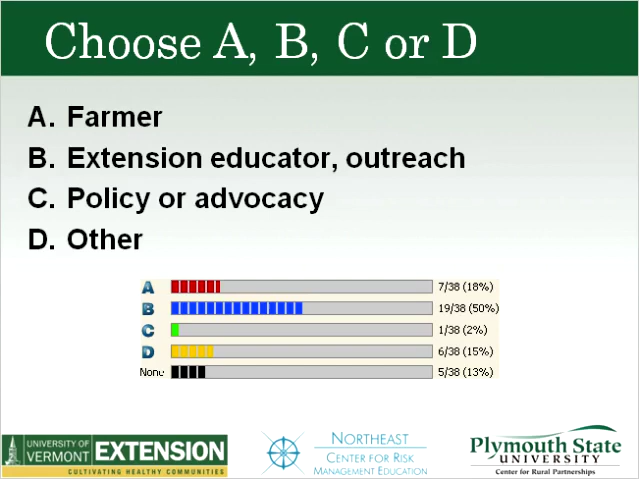 Choose A, B, C or D
A. Farmer
B. Extension educator, outreach
C. Policy or advocacy
D. Other
A 7/38 (18%)
B 19/38 (50%)
C 1/38 (2%)
D 6/38 (15%)
None 5/38 (13%)
UNIVERSITY OF
VERMONT EXTENSION
CULTIVATING HEALTHY COMMUNITIES
NORTHEAST
CENTER FOR RISK
MANAGEMENT EDUCATION
Plymouth State
UNIVERSITY
Center for Rural Partnerships